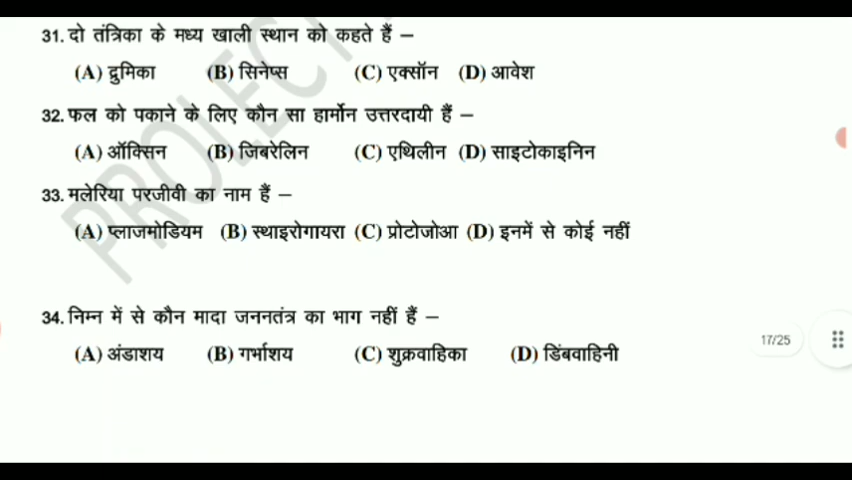 31. दो तंत्रिका के मध्य खाली स्थान को कहते हैं –
(A) द्रुमिका (B) सिनेप्स (C) एक्सॉन (D) आवेश
32. फल को पकाने के लिए कौन सा हार्मोन उत्तरदायी हैं –
(A) ऑक्सिन (B) जिबरेलिन (C) एथिलीन (D) साइटोकाइनिन
33. मलेरिया परजीवी का नाम हैं –
(A) प्लाजमोडियम (B) स्थाइरोगायरा (C) प्रोटोजोआ (D) इनमें से कोई नहीं
34. निम्न में से कौन मादा जननतंत्र का भाग नहीं हैं –
17/25
(A) अंडाशय (B) गर्भाशय (C) शुक्रवाहिका (D) डिंबवाहिनी